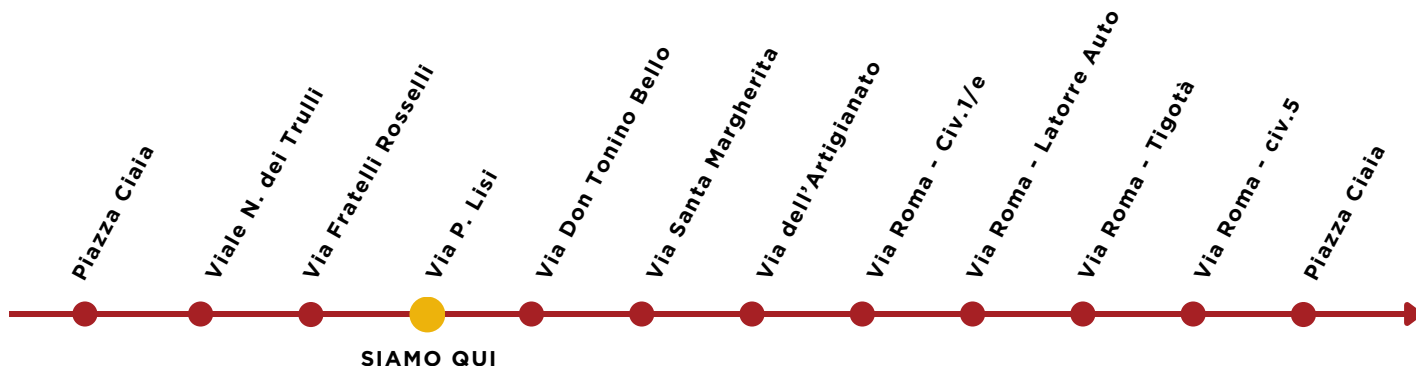 Piazza Ciaia
Viale N. dei Trulli
Via Fratelli Rosselli
Via P. Lisi
Via Don Tonino Bello
Via Santa Margherita
Via dell'Artigianato
Via Roma - Civ.1/e
Via Roma - Latorre Auto
Via Roma - Tigotà
Via Roma - civ.5
Piazza Ciaia
SIAMO QUI